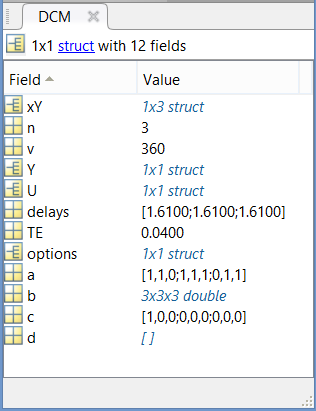 DCM
1x1 struct with 12 fields
Field Value
xY 1x3 struct
n 3
v 360
Y 1x1 struct
U 1x1 struct
delays [1.6100;1.6100;1.6100]
TE 0.0400
options 1x1 struct
a [1,1,0;1,1,1;0,1,1]
b 3x3x3 double
c [1,0,0;0,0,0;0,0,0]
d [ ]